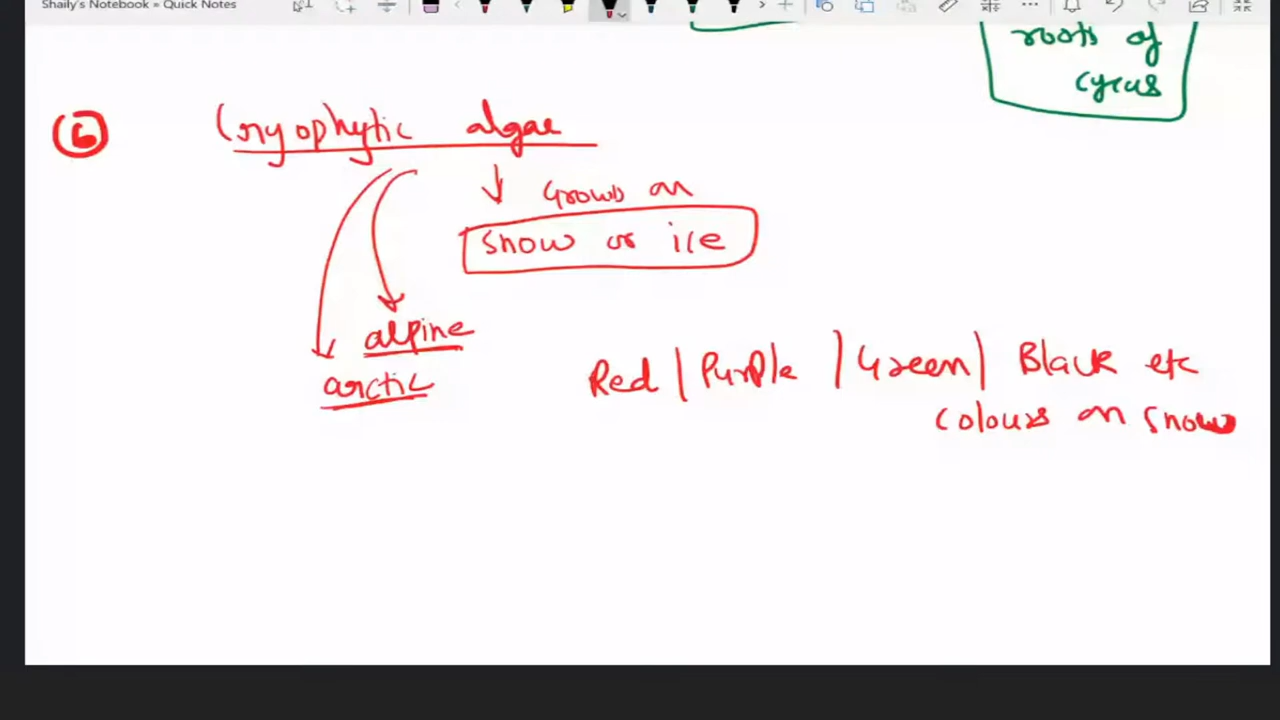 Shaily's Notebook » Quick Notes
roots of
cycus
6 Cryophytic algae
Grows on
Snow or ice
alpine
arctic
Red | Purple | Green | Black etc
colours on snow